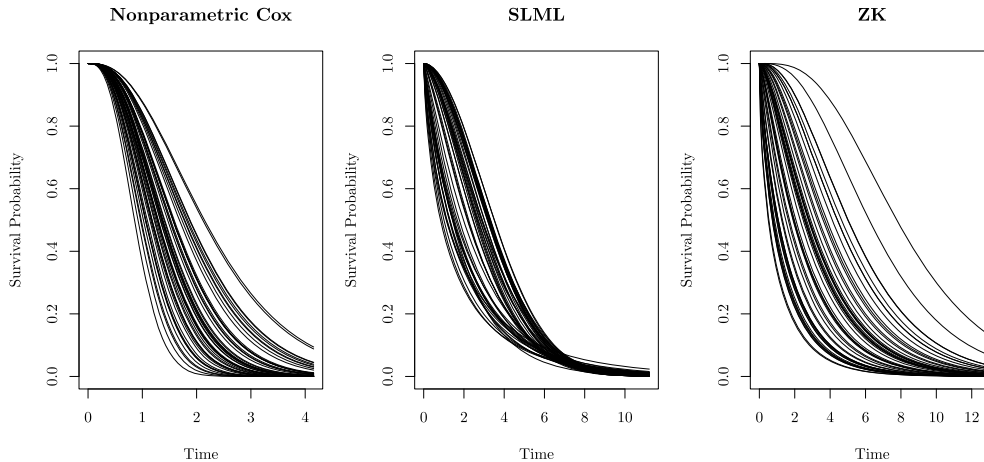 Nonparametric Cox
SLML
ZK
Survival Probability
0.0 0.2 0.4 0.6 0.8 1.0
0 1 2 3 4
Time
Survival Probability
0.0 0.2 0.4 0.6 0.8 1.0
0 2 4 6 8 10
Time
Survival Probability
0.0 0.2 0.4 0.6 0.8 1.0
0 2 4 6 8 10 12
Time